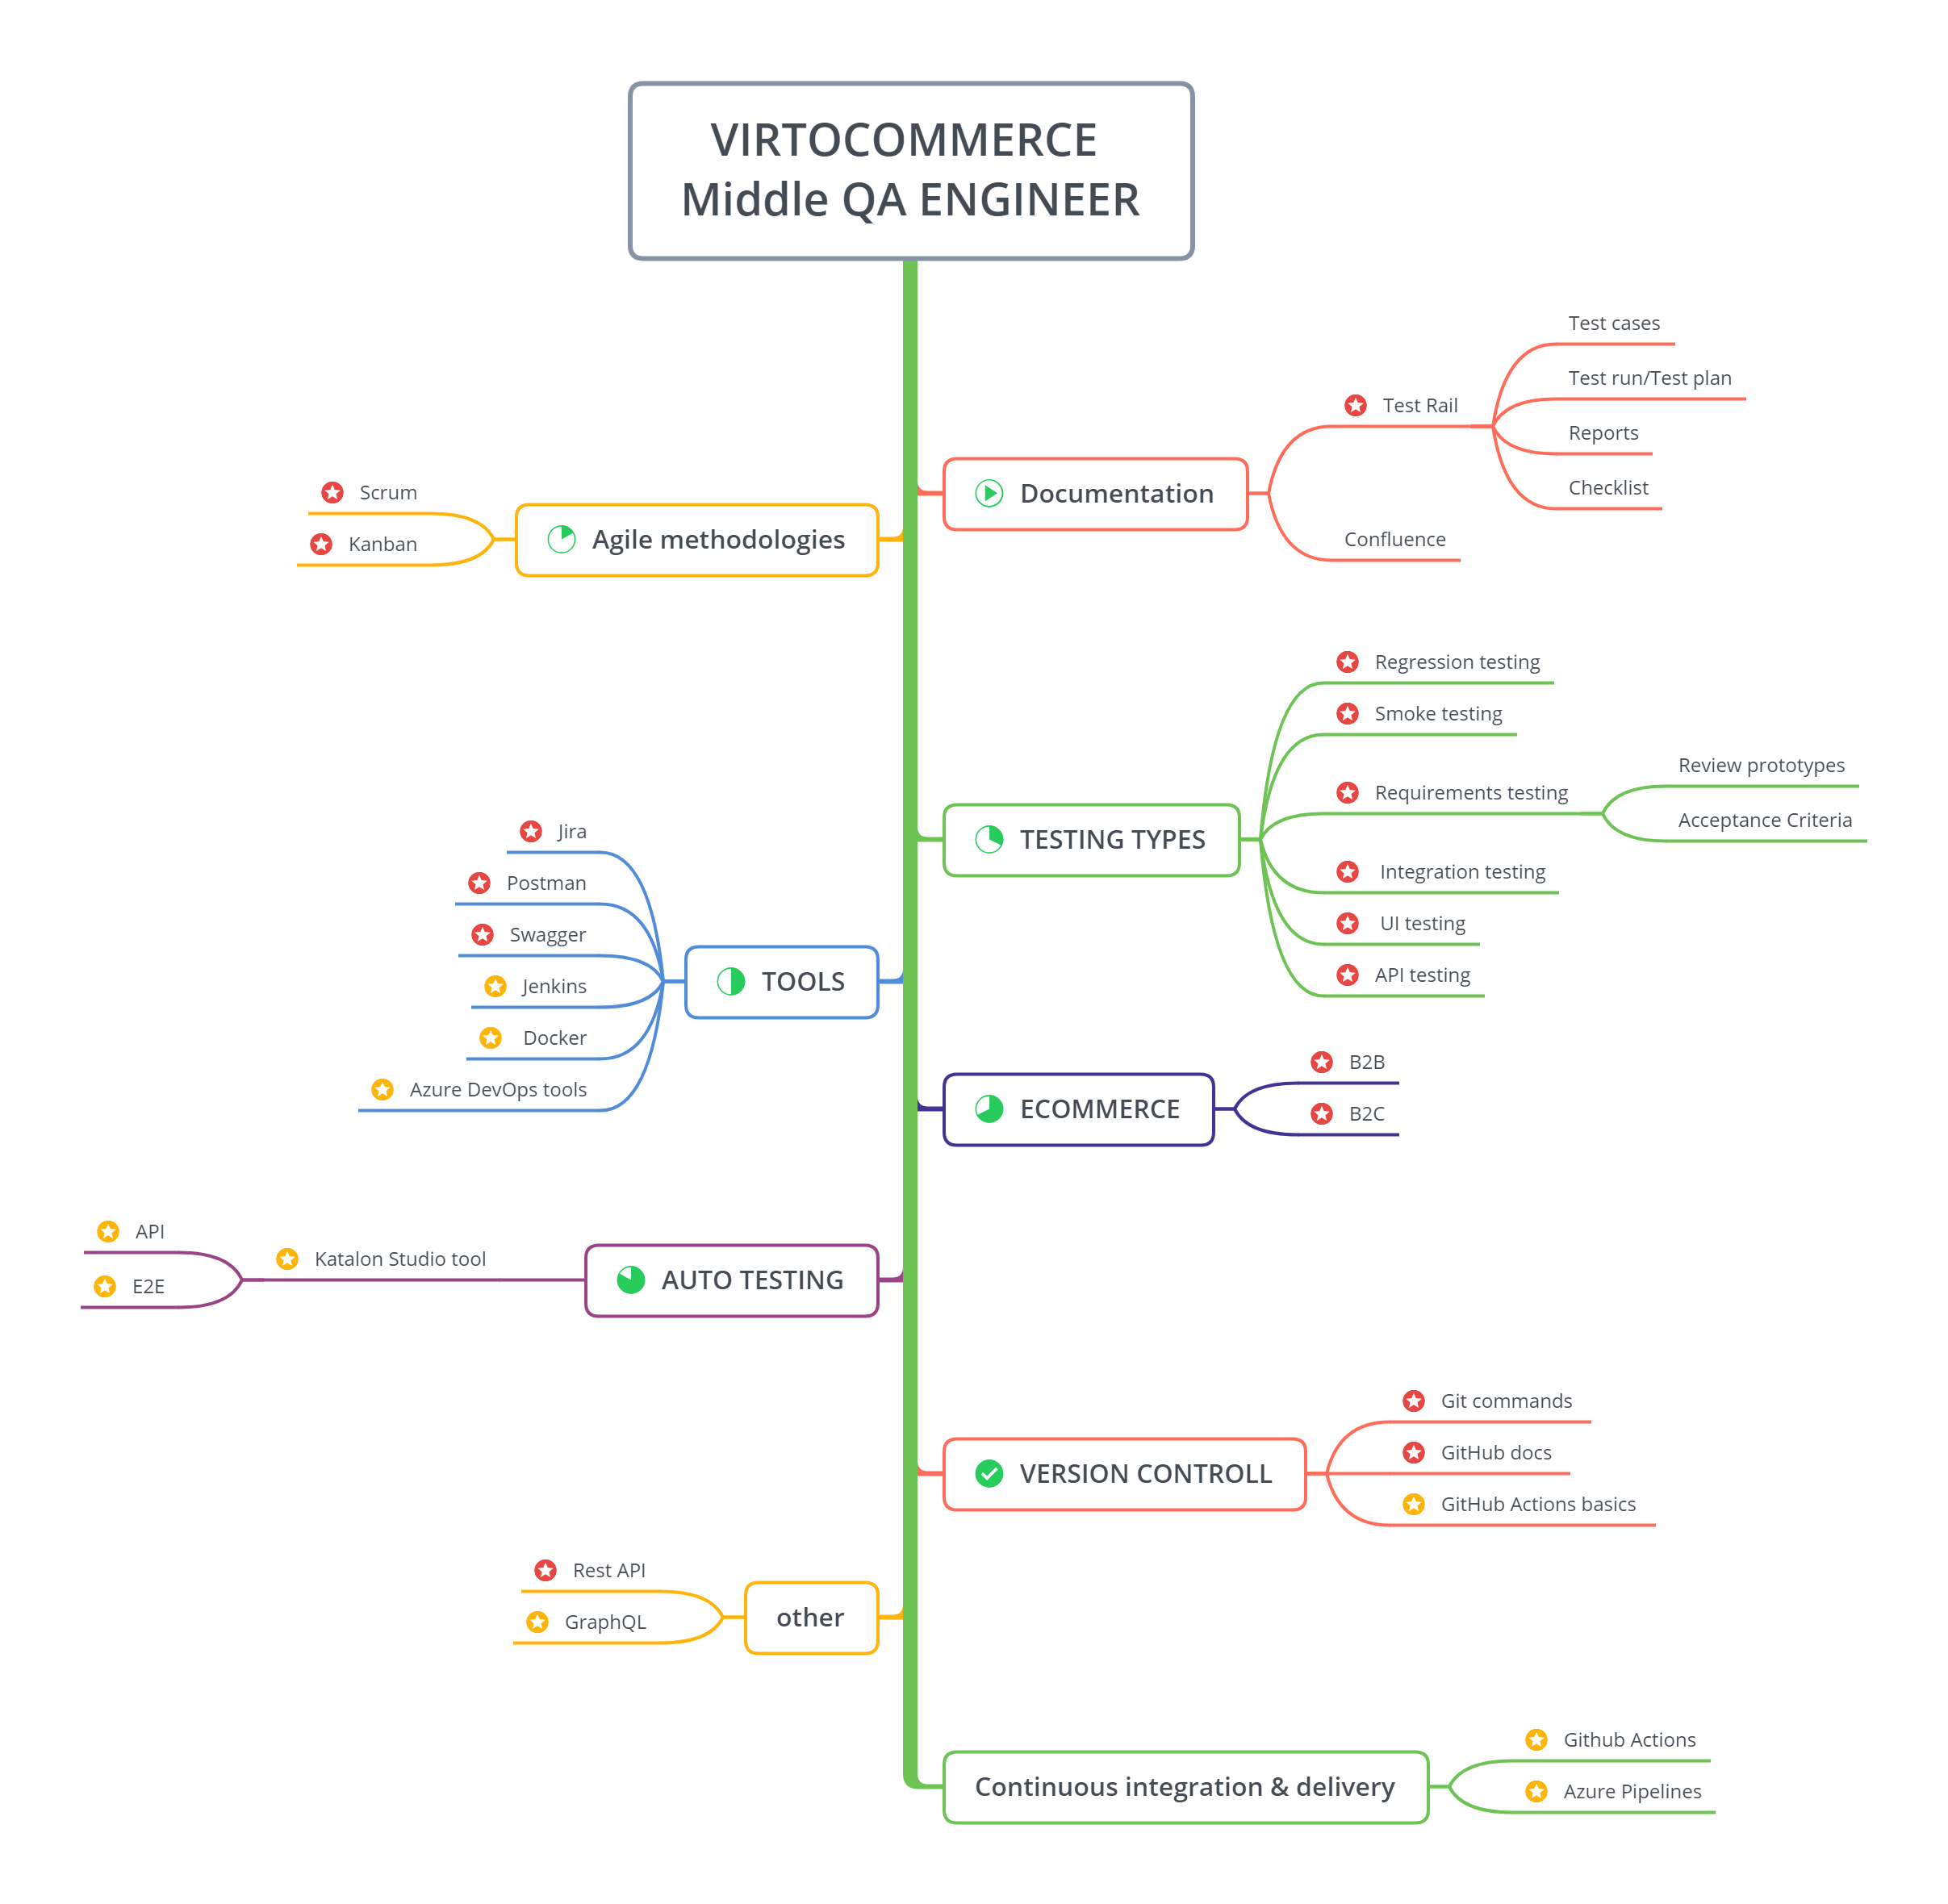 VIRTOCOMMERCE
Middle QA ENGINEER
Documentation
Test Rail
Test cases
Test run/Test plan
Reports
Checklist
Confluence
Agile methodologies
Scrum
Kanban
TESTING TYPES
Regression testing
Smoke testing
Requirements testing
Review prototypes
Acceptance Criteria
Integration testing
UI testing
API testing
TOOLS
Jira
Postman
Swagger
Jenkins
Docker
Azure DevOps tools
ECOMMERCE
B2B
B2C
AUTO TESTING
Katalon Studio tool
API
E2E
VERSION CONTROLL
Git commands
GitHub docs
GitHub Actions basics
other
Rest API
GraphQL
Continuous integration & delivery
Github Actions
Azure Pipelines